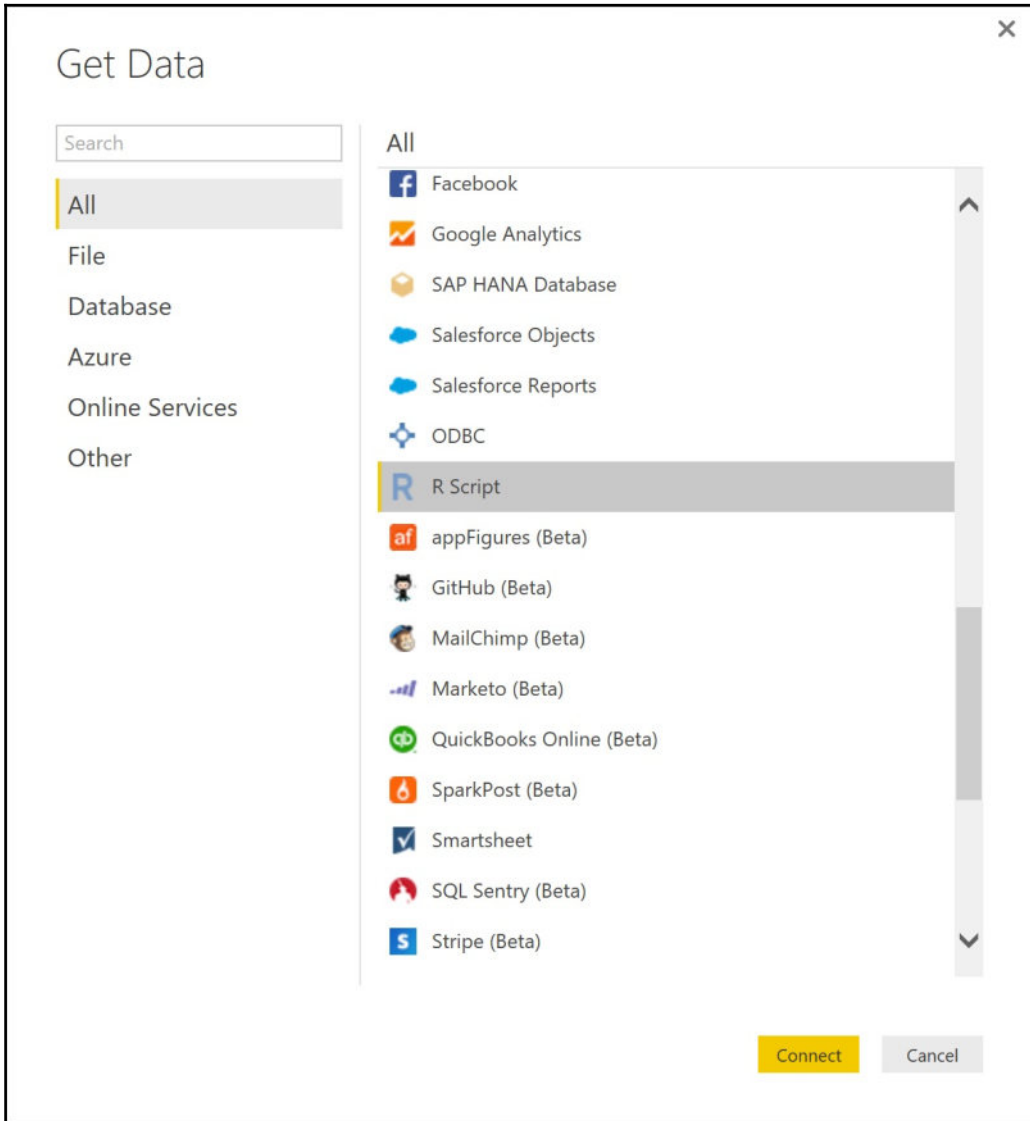 Get Data
Search
All
File
Database
Azure
Online Services
Other
All
Facebook
Google Analytics
SAP HANA Database
Salesforce Objects
Salesforce Reports
ODBC
R R Script
af appFigures (Beta)
GitHub (Beta)
MailChimp (Beta)
Marketo (Beta)
qb QuickBooks Online (Beta)
SparkPost (Beta)
Smartsheet
SQL Sentry (Beta)
S Stripe (Beta)
Connect Cancel